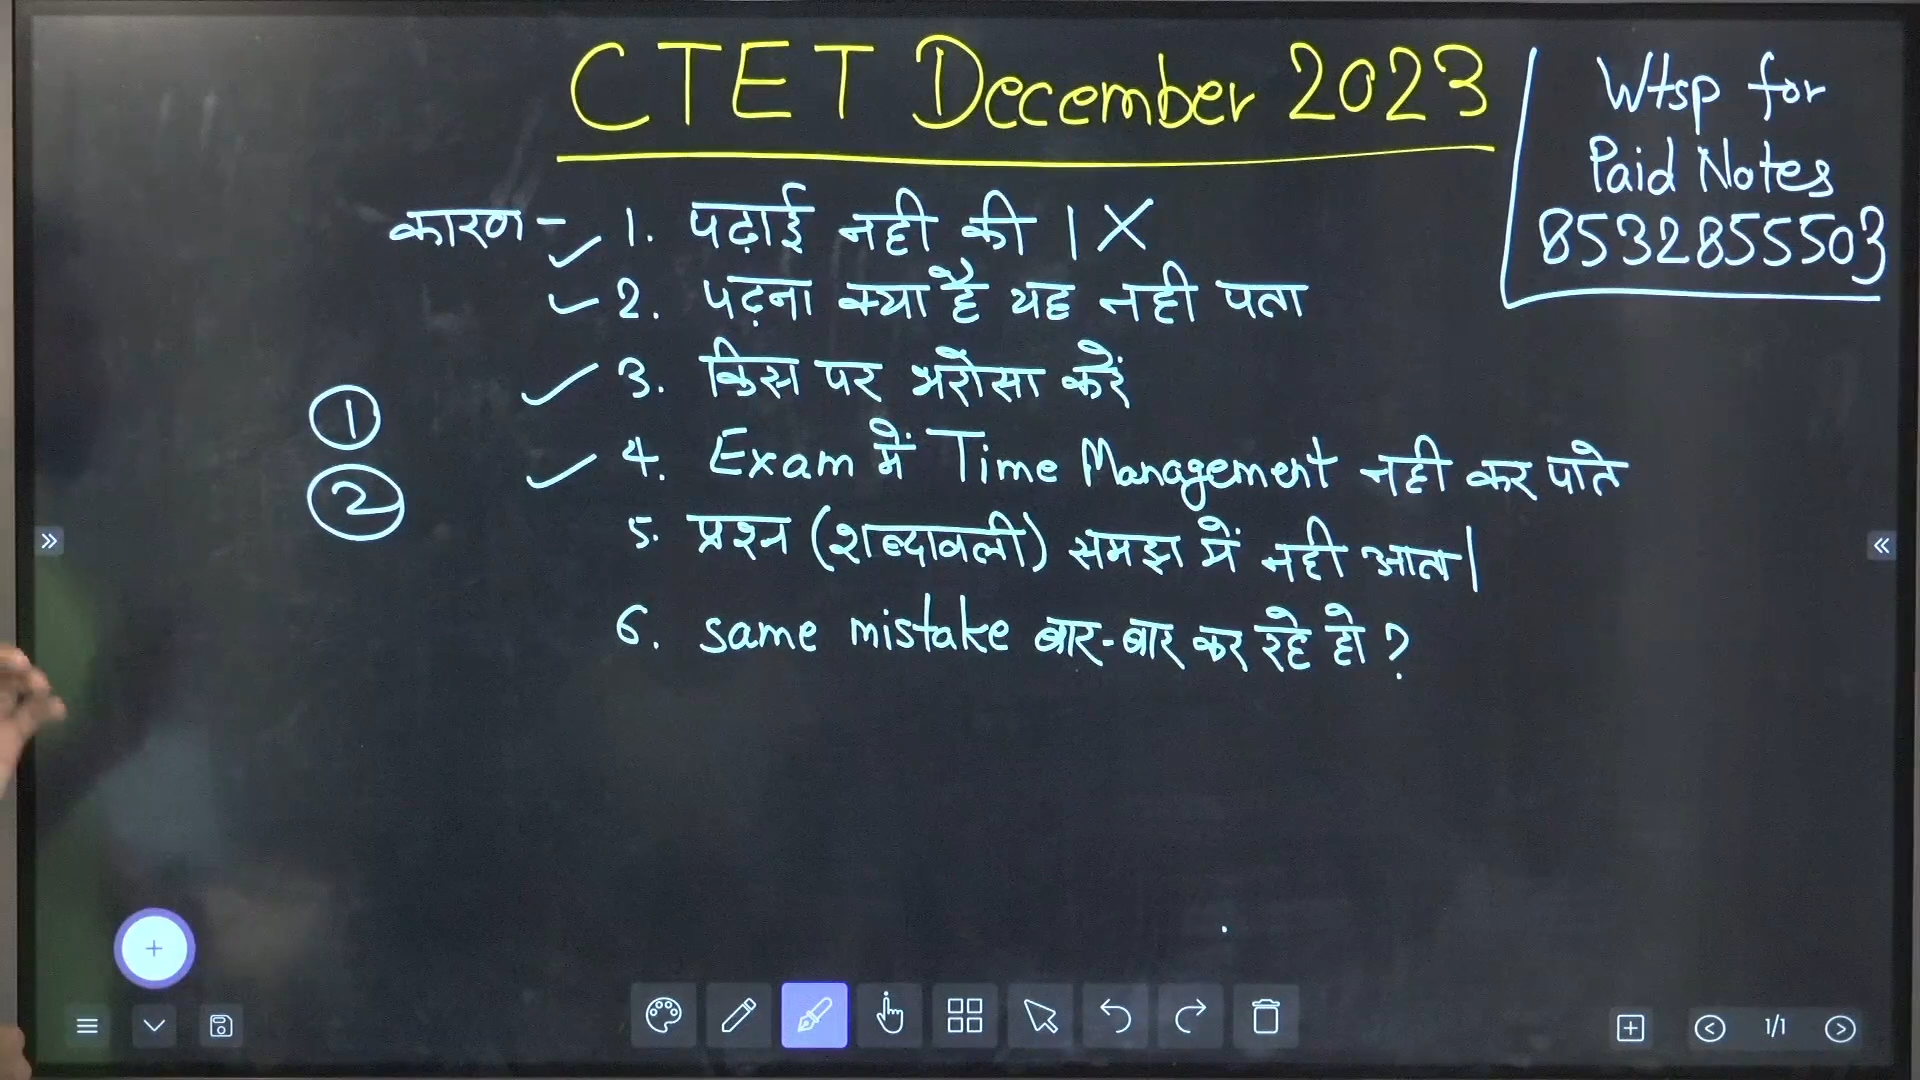 CTET December 2023
Wtsp for
Paid Notes
8532855503
कारण - 1. पढ़ाई नही की । X
2. पढ़ना क्या है यह नही पता
3. किस पर भरोसा करें
4. Exam में Time Management नही कर पाते
5. प्रश्न (शब्दावली) समझ में नही आता।
6. same mistake बार-बार कर रहे हो ?
1
2
1/1